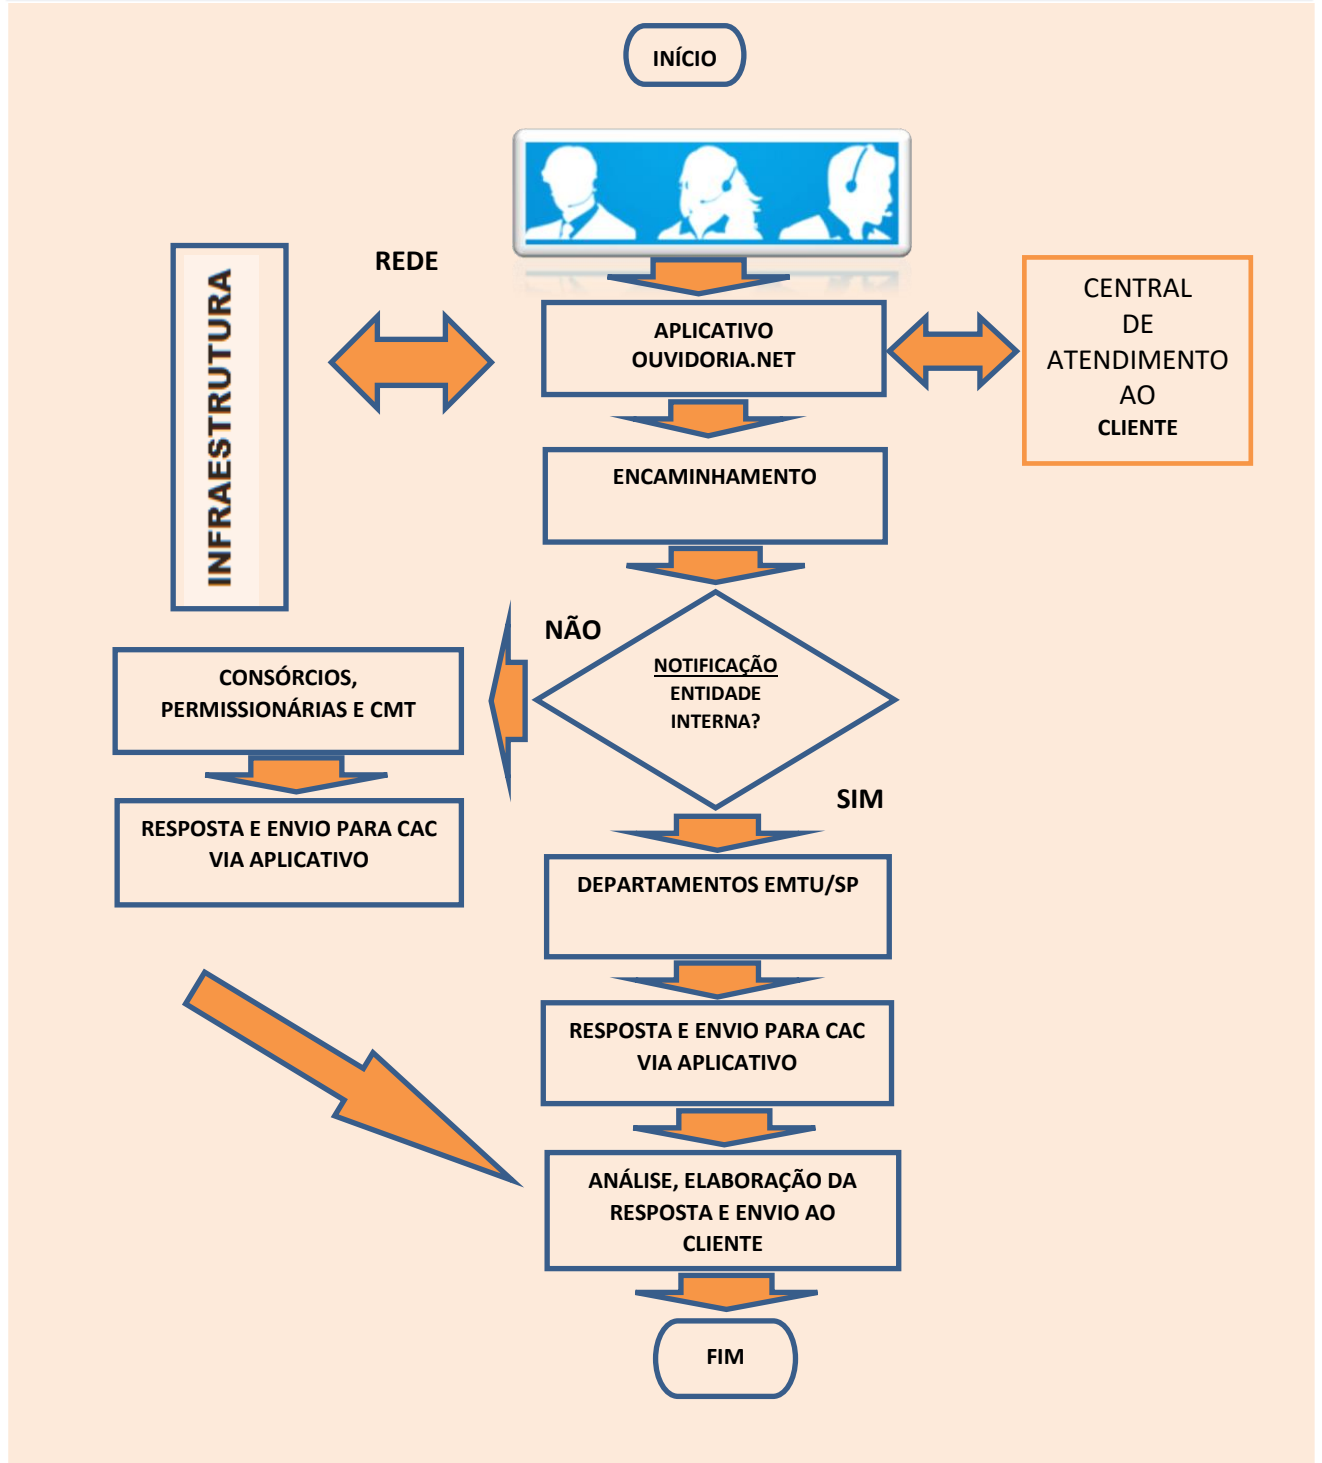 INÍCIO
REDE
INFRAESTRUTURA
APLICATIVO
OUVIDORIA.NET
CENTRAL
DE
ATENDIMENTO
AO
CLIENTE
ENCAMINHAMENTO
NÃO
NOTIFICAÇÃO
ENTIDADE
INTERNA?
CONSÓRCIOS,
PERMISSIONÁRIAS E CMT
SIM
RESPOSTA E ENVIO PARA CAC
VIA APLICATIVO
DEPARTAMENTOS EMTU/SP
RESPOSTA E ENVIO PARA CAC
VIA APLICATIVO
ANÁLISE, ELABORAÇÃO DA
RESPOSTA E ENVIO AO
CLIENTE
FIM